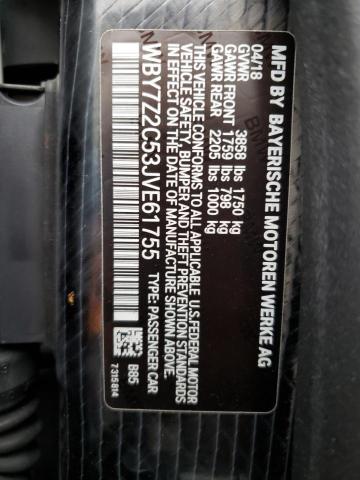 MFD BY BAYERISCHE MOTOREN WERKE AG
04/18
GVWR 3858 lbs 1750 kg
GAWR FRONT 1759 lbs 798 kg
GAWR REAR 2205 lbs 1000 kg
THIS VEHICLE CONFORMS TO ALL APPLICABLE U.S. FEDERAL MOTOR
VEHICLE SAFETY, BUMPER AND THEFT PREVENTION STANDARDS
IN EFFECT ON THE DATE OF MANUFACTURE SHOWN ABOVE.
WBY7Z2C53JVE61755 TYPE: PASSENGER CAR
B85
7315814